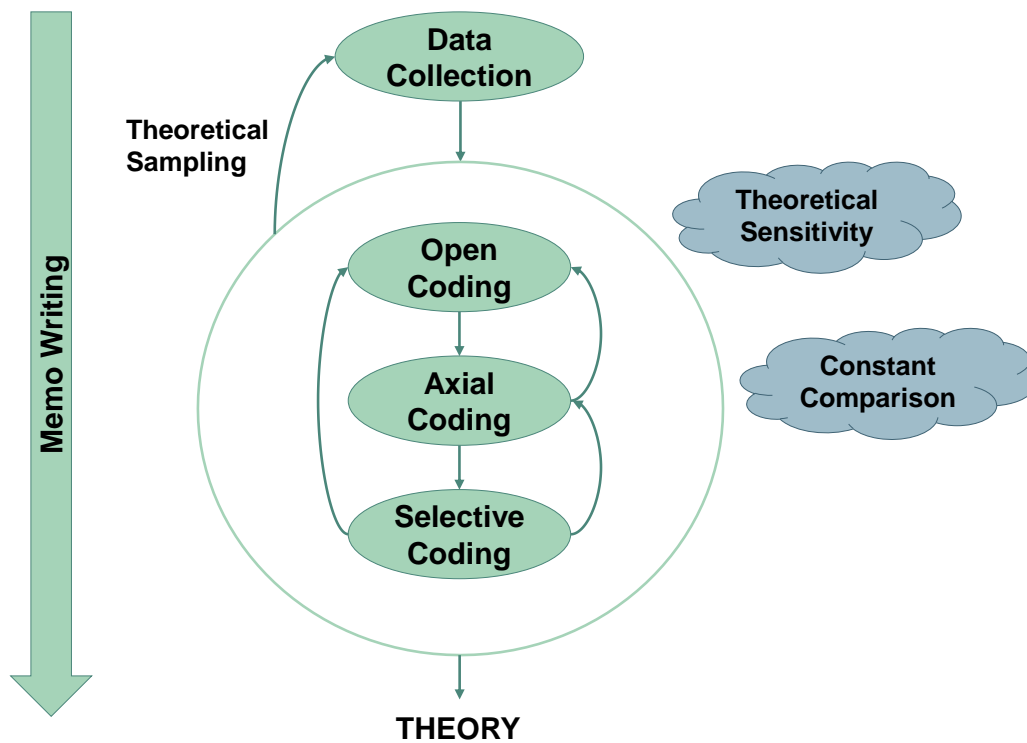 Data
Collection
Theoretical
Sampling
Theoretical
Sensitivity
Open
Coding
Memo Writing
Constant
Comparison
Axial
Coding
Selective
Coding
THEORY